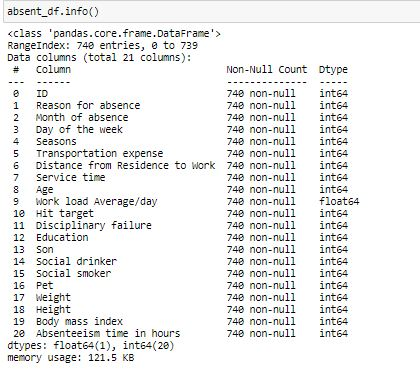 absent_df.info()
<class 'pandas.core.frame.DataFrame'>
RangeIndex: 740 entries, 0 to 739
Data columns (total 21 columns):
 #   Column                           Non-Null Count  Dtype
---  ------                           --------------  -----
 0   ID                               740 non-null    int64
 1   Reason for absence               740 non-null    int64
 2   Month of absence                 740 non-null    int64
 3   Day of the week                  740 non-null    int64
 4   Seasons                          740 non-null    int64
 5   Transportation expense           740 non-null    int64
 6   Distance from Residence to Work  740 non-null    int64
 7   Service time                     740 non-null    int64
 8   Age                              740 non-null    int64
 9   Work load Average/day            740 non-null    float64
 10  Hit target                       740 non-null    int64
 11  Disciplinary failure             740 non-null    int64
 12  Education                        740 non-null    int64
 13  Son                              740 non-null    int64
 14  Social drinker                   740 non-null    int64
 15  Social smoker                    740 non-null    int64
 16  Pet                              740 non-null    int64
 17  Weight                           740 non-null    int64
 18  Height                           740 non-null    int64
 19  Body mass index                  740 non-null    int64
 20  Absenteeism time in hours        740 non-null    int64
dtypes: float64(1), int64(20)
memory usage: 121.5 KB